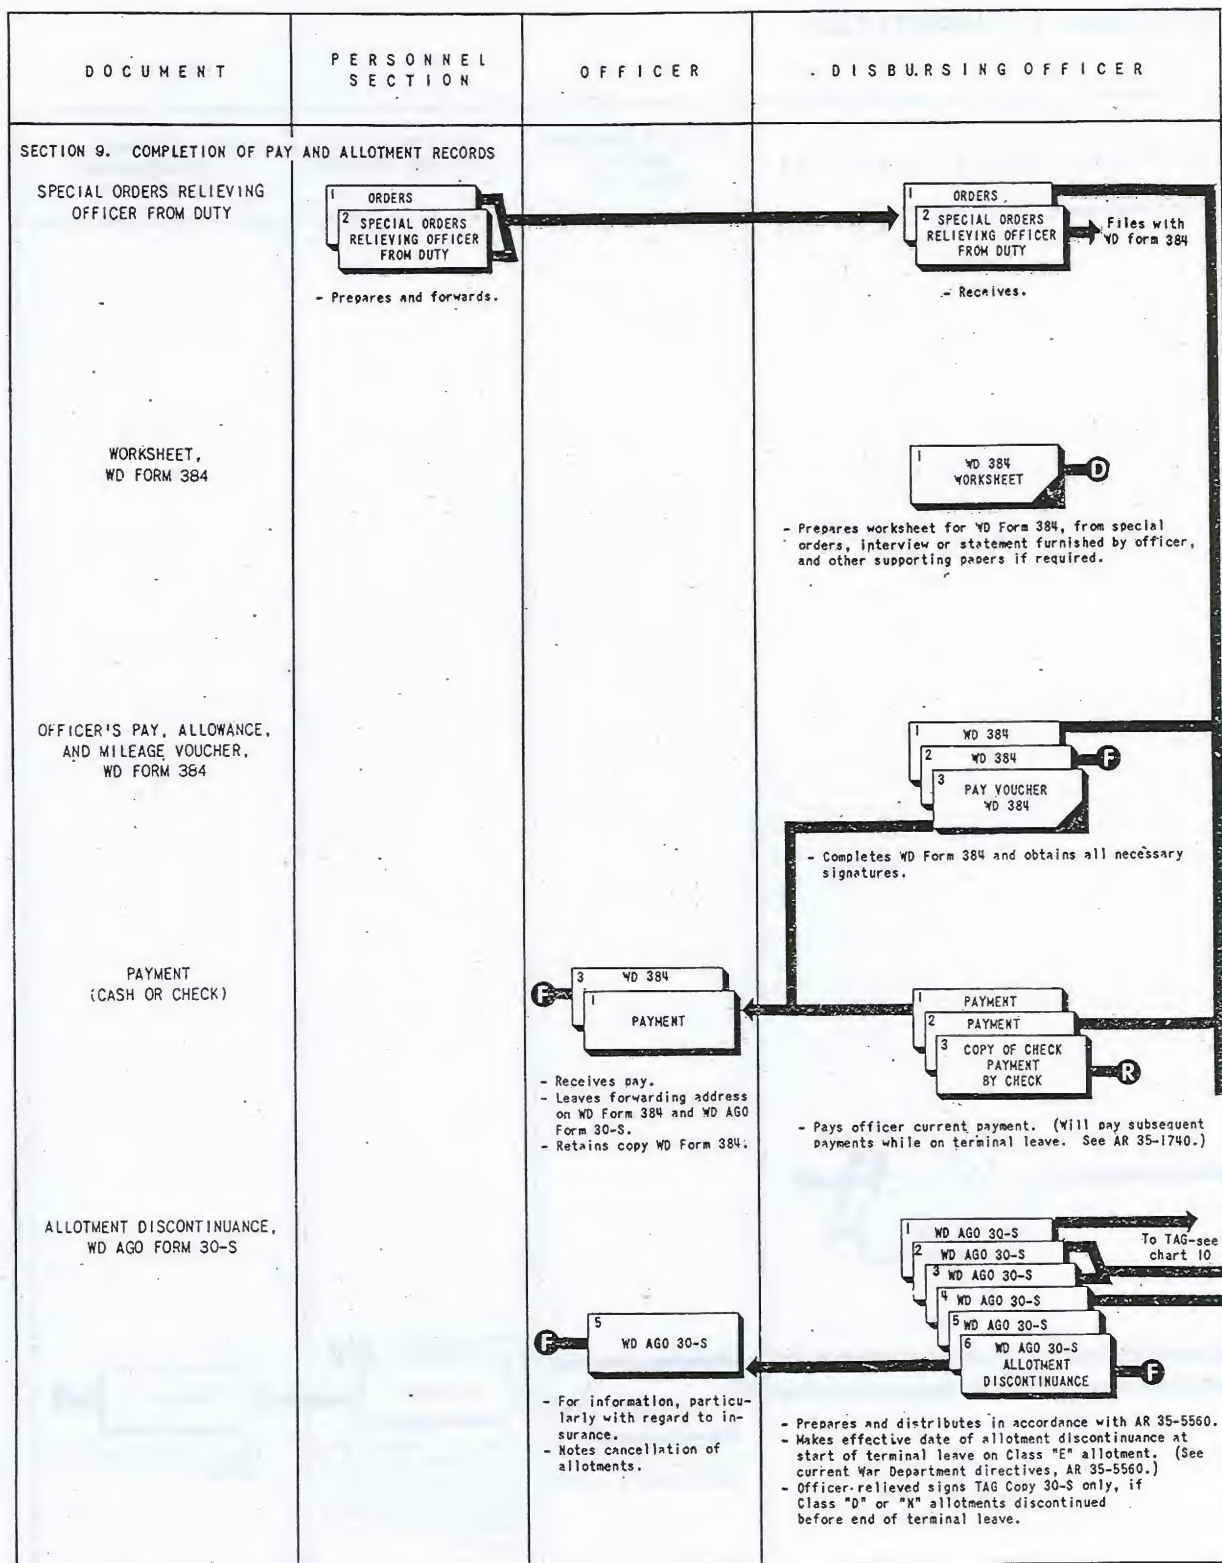 DOCUMENT
PERSONNEL
SECTION
OFFICER
DISBURSING OFFICER
SECTION 9. COMPLETION OF PAY AND ALLOTMENT RECORDS
SPECIAL ORDERS RELIEVING
OFFICER FROM DUTY
1 ORDERS
2 SPECIAL ORDERS
RELIEVING OFFICER
FROM DUTY
- Prepares and forwards.
1 ORDERS
2 SPECIAL ORDERS
RELIEVING OFFICER
FROM DUTY
Files with
WD form 384
- Receives.
WORKSHEET,
WD FORM 384
1 WD 384
WORKSHEET
D
- Prepares worksheet for WD Form 384, from special
orders, interview or statement furnished by officer,
and other supporting papers if required.
OFFICER'S PAY, ALLOWANCE,
AND MILEAGE VOUCHER,
WD FORM 384
1 WD 384
2 WD 384
F
3 PAY VOUCHER
WD 384
- Completes WD Form 384 and obtains all necessary
signatures.
PAYMENT
(CASH OR CHECK)
F
3 WD 384
1 PAYMENT
- Receives pay.
- Leaves forwarding address
on WD Form 384 and WD AGO
Form 30-S.
- Retains copy WD Form 384.
1 PAYMENT
2 PAYMENT
3 COPY OF CHECK
PAYMENT
BY CHECK
R
- Pays officer current payment. (Will pay subsequent
payments while on terminal leave. See AR 35-1740.)
ALLOTMENT DISCONTINUANCE,
WD AGO FORM 30-S
F
5 WD AGO 30-S
- For information, particu-
larly with regard to in-
surance.
- Notes cancellation of
allotments.
1 WD AGO 30-S
2 WD AGO 30-S
3 WD AGO 30-S
4 WD AGO 30-S
5 WD AGO 30-S
6 WD AGO 30-S
ALLOTMENT
DISCONTINUANCE
To TAG-see
chart 10
F
- Prepares and distributes in accordance with AR 35-5560.
- Makes effective date of allotment discontinuance at
start of terminal leave on Class "E" allotment. (See
current War Department directives, AR 35-5560.)
- Officer relieved signs TAG Copy 30-S only, if
Class "D" or "X" allotments discontinued
before end of terminal leave.